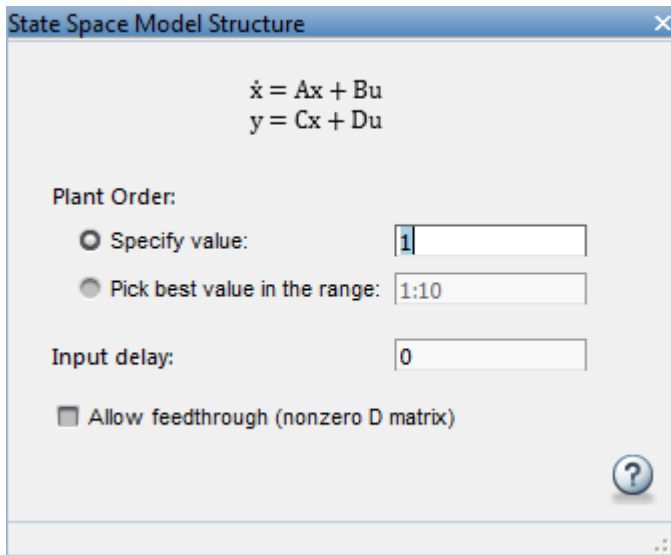 State Space Model Structure
ẋ = Ax + Bu
y = Cx + Du
Plant Order:
Specify value: 1
Pick best value in the range: 1:10
Input delay: 0
Allow feedthrough (nonzero D matrix)
?